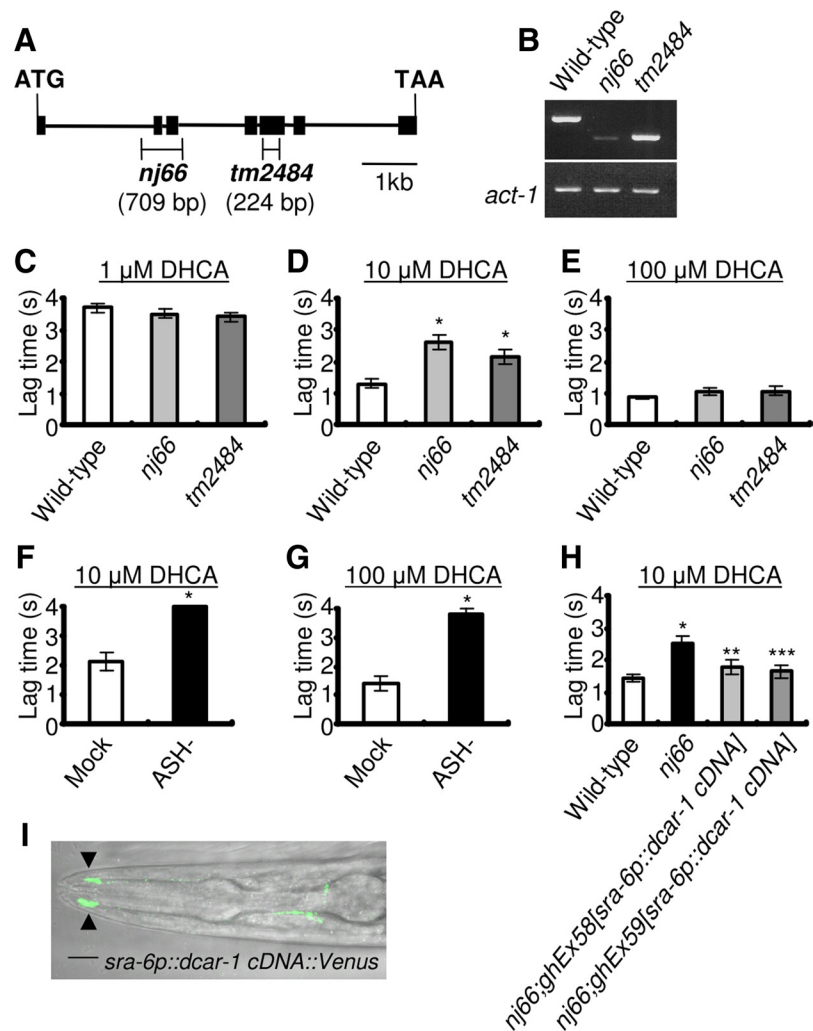 A
ATG
TAA
nj66
(709 bp)
tm2484
(224 bp)
1kb
B
Wild-type
nj66
tm2484
act-1
C
1 µM DHCA
Lag time (s)
4
3
2
1
0
Wild-type
nj66
tm2484
D
10 µM DHCA
Lag time (s)
4
3
2
1
0
*
*
Wild-type
nj66
tm2484
E
100 µM DHCA
Lag time (s)
4
3
2
1
0
Wild-type
nj66
tm2484
F
10 µM DHCA
Lag time (s)
4
3
2
1
0
*
Mock
ASH-
G
100 µM DHCA
Lag time (s)
4
3
2
1
0
*
Mock
ASH-
H
10 µM DHCA
Lag time (s)
4
3
2
1
0
*
**
***
Wild-type
nj66
nj66;ghEx58[sra-6p::dcar-1 cDNA]
nj66;ghEx59[sra-6p::dcar-1 cDNA]
I
sra-6p::dcar-1 cDNA::Venus